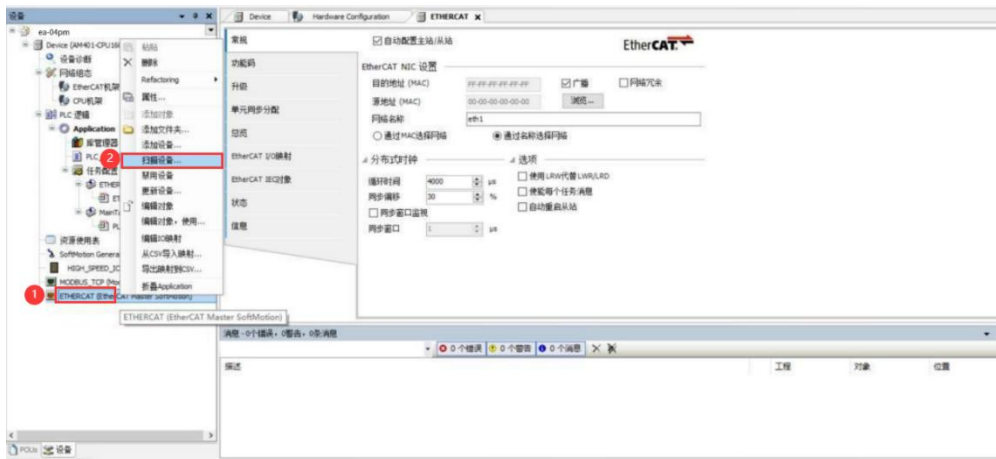 设备
Device
Hardware Configuration
ETHERCAT
ea-04pm
Device (AM401-CPU16
设备诊断
网络组态
EtherCAT机架
CPU机架
PLC 逻辑
Application
库管理器
PLC_
任务配置
ETHER
ET
MainTa
PL
资源使用表
SoftMotion Genera
HIGH_SPEED_IO
MODBUS_TCP (Mod
1
ETHERCAT (EtherCAT Master SoftMotion)
粘贴
删除
Refactoring
属性...
添加对象
添加文件夹...
添加设备...
2
扫描设备...
禁用设备
更新设备...
编辑对象
编辑对象，使用...
编辑IO映射
从CSV导入映射...
导出映射到CSV...
折叠Application
ETHERCAT (EtherCAT Master SoftMotion)
常规
功能码
升级
单元同步分配
总览
EtherCAT I/O映射
EtherCAT IEC对象
状态
信息
自动配置主站/从站
EtherCAT
EtherCAT NIC 设置
目的地址 (MAC)
FF-FF-FF-FF-FF-FF
广播
网络冗余
源地址 (MAC)
00-00-00-00-00-00
浏览...
网络名称
eth1
通过MAC选择网络
通过名称选择网络
分布式时钟
选项
循环时间
4000
μs
使用LRW代替LWR/LRD
同步偏移
30
%
使能每个任务消息
同步窗口监视
自动重启从站
同步窗口
1
μs
消息 - 0个错误，0警告，0条消息
0 个错误
0 个警告
0 个消息
描述
工程
对象
位置
POUs
设备